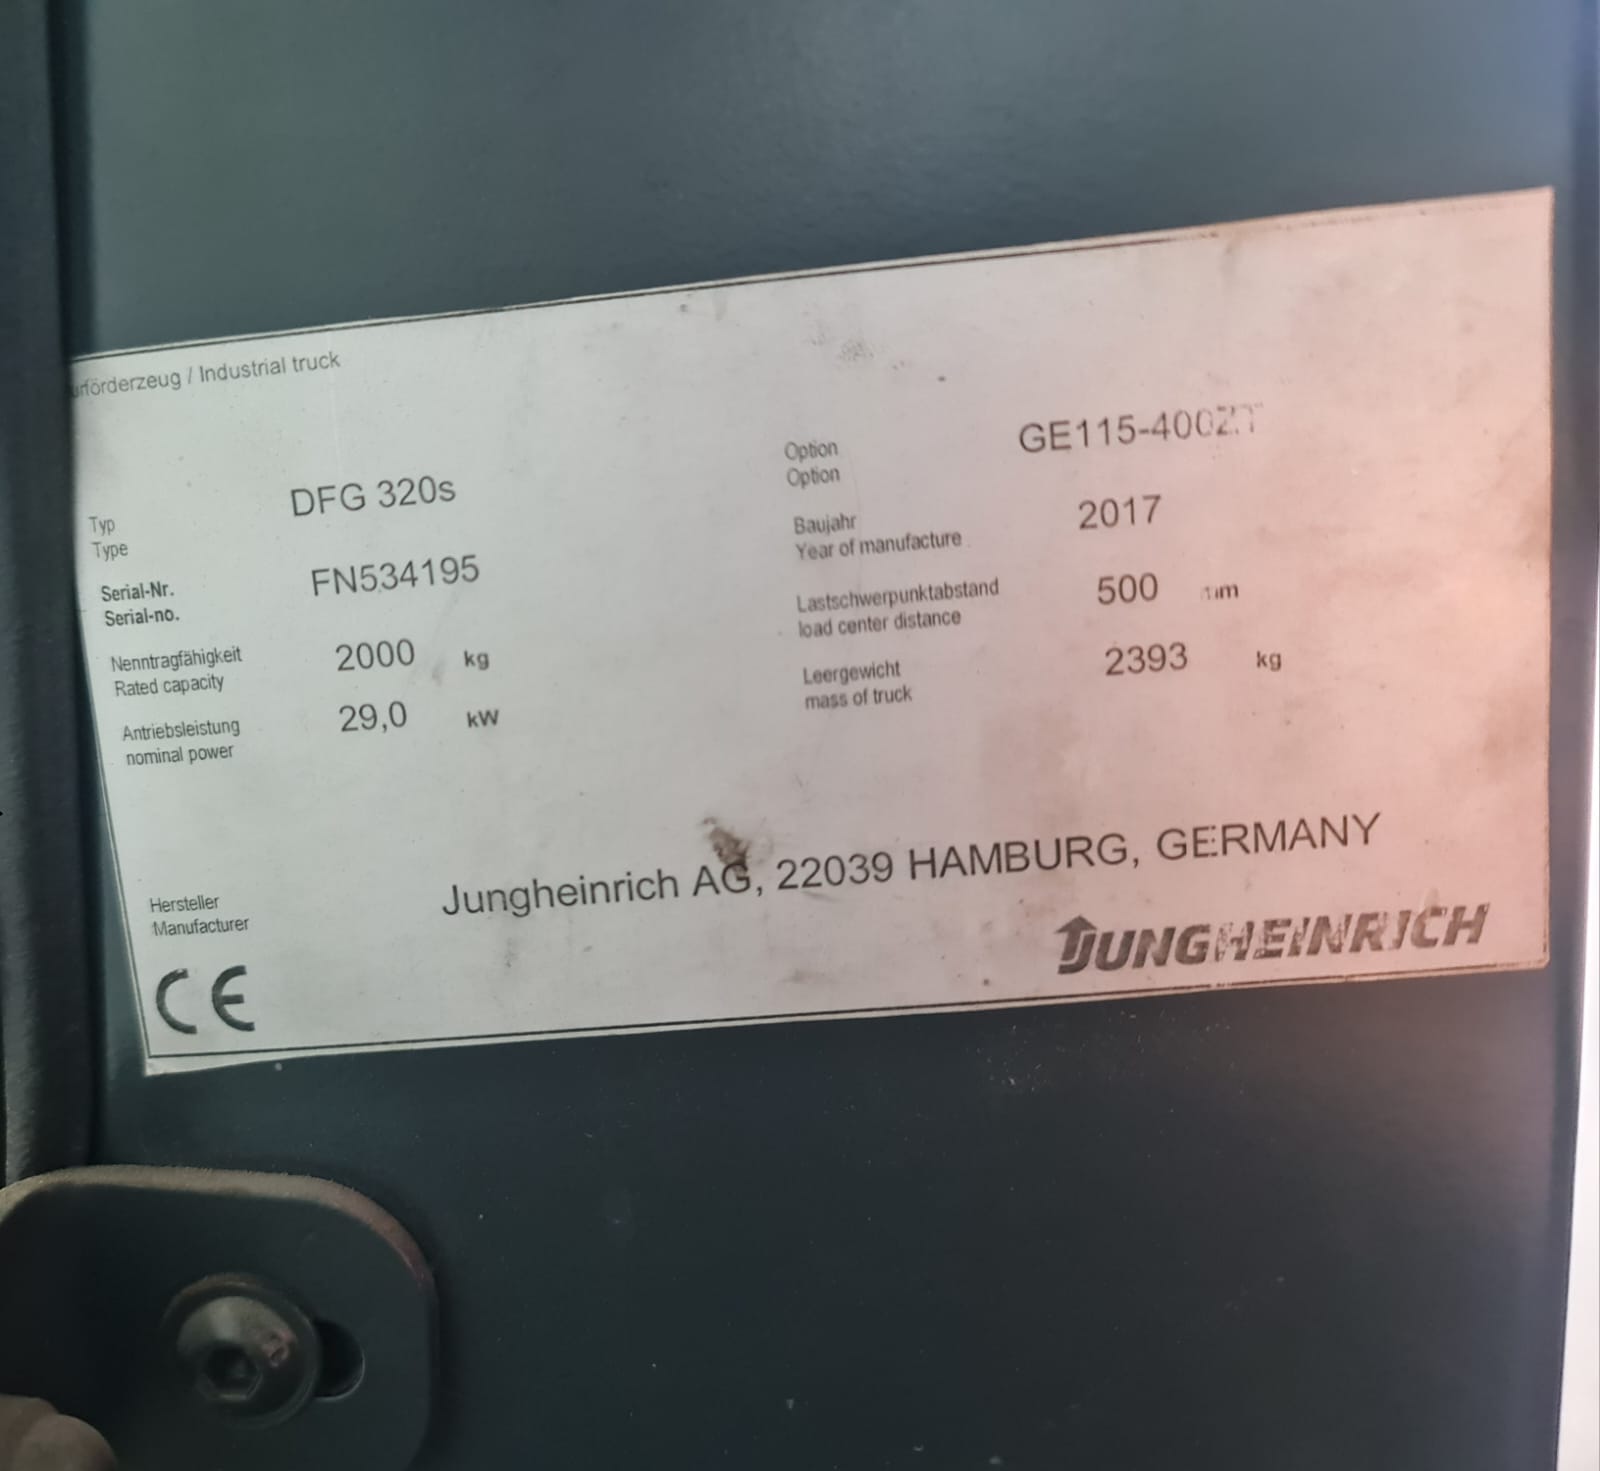 / Industrial truck
Typ
Type
DFG 320s
Serial-Nr.
Serial-no.
FN534195
Nenntragfähigkeit
Rated capacity
2000 kg
Antriebsleistung
nominal power
29,0 kW
Option
Option
Baujahr
Year of manufacture
2017
Lastschwerpunktabstand
load center distance
500 mm
Leergewicht
mass of truck
2393 kg
Hersteller
Manufacturer
Jungheinrich AG, 22039 HAMBURG, GERMANY
CE
JUNGHEINRICH